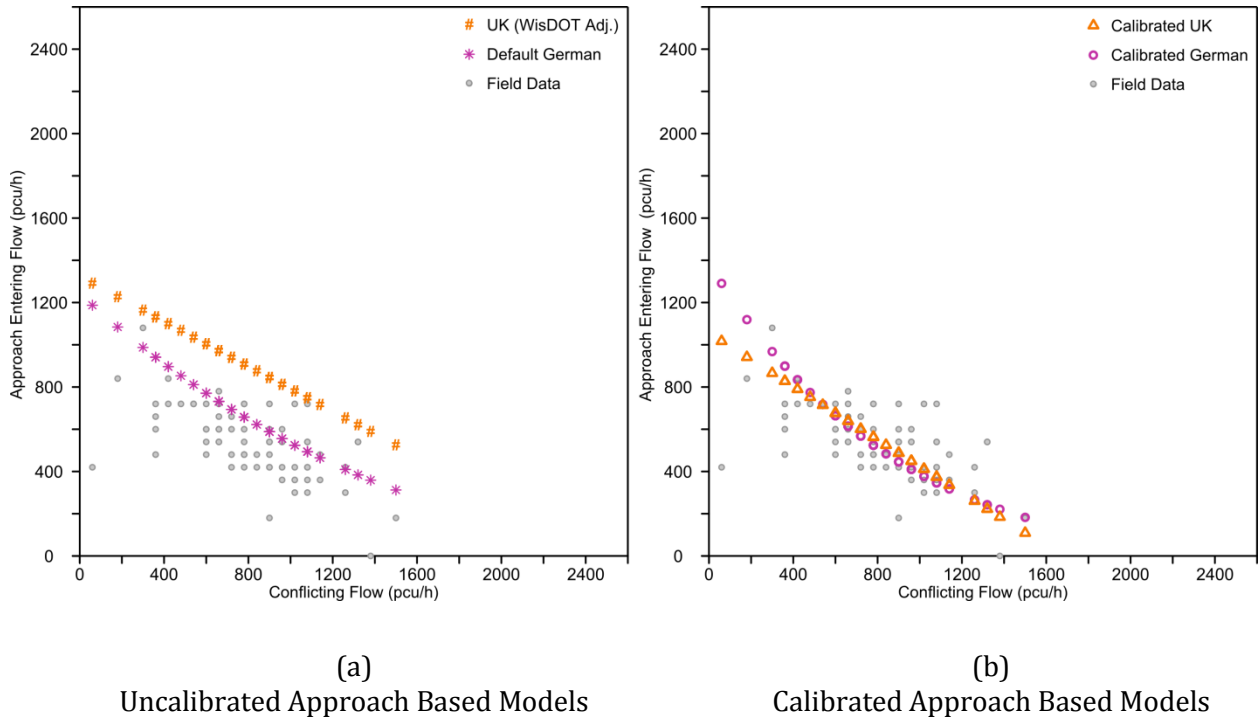 UK (WisDOT Adj.)
Default German
Field Data
2400
2000
1600
1200
800
400
0
Approach Entering Flow (pcu/h)
0 400 800 1200 1600 2000 2400
Conflicting Flow (pcu/h)
Calibrated UK
Calibrated German
Field Data
2400
2000
1600
1200
800
400
0
Approach Entering Flow (pcu/h)
0 400 800 1200 1600 2000 2400
Conflicting Flow (pcu/h)
(a)
Uncalibrated Approach Based Models
(b)
Calibrated Approach Based Models